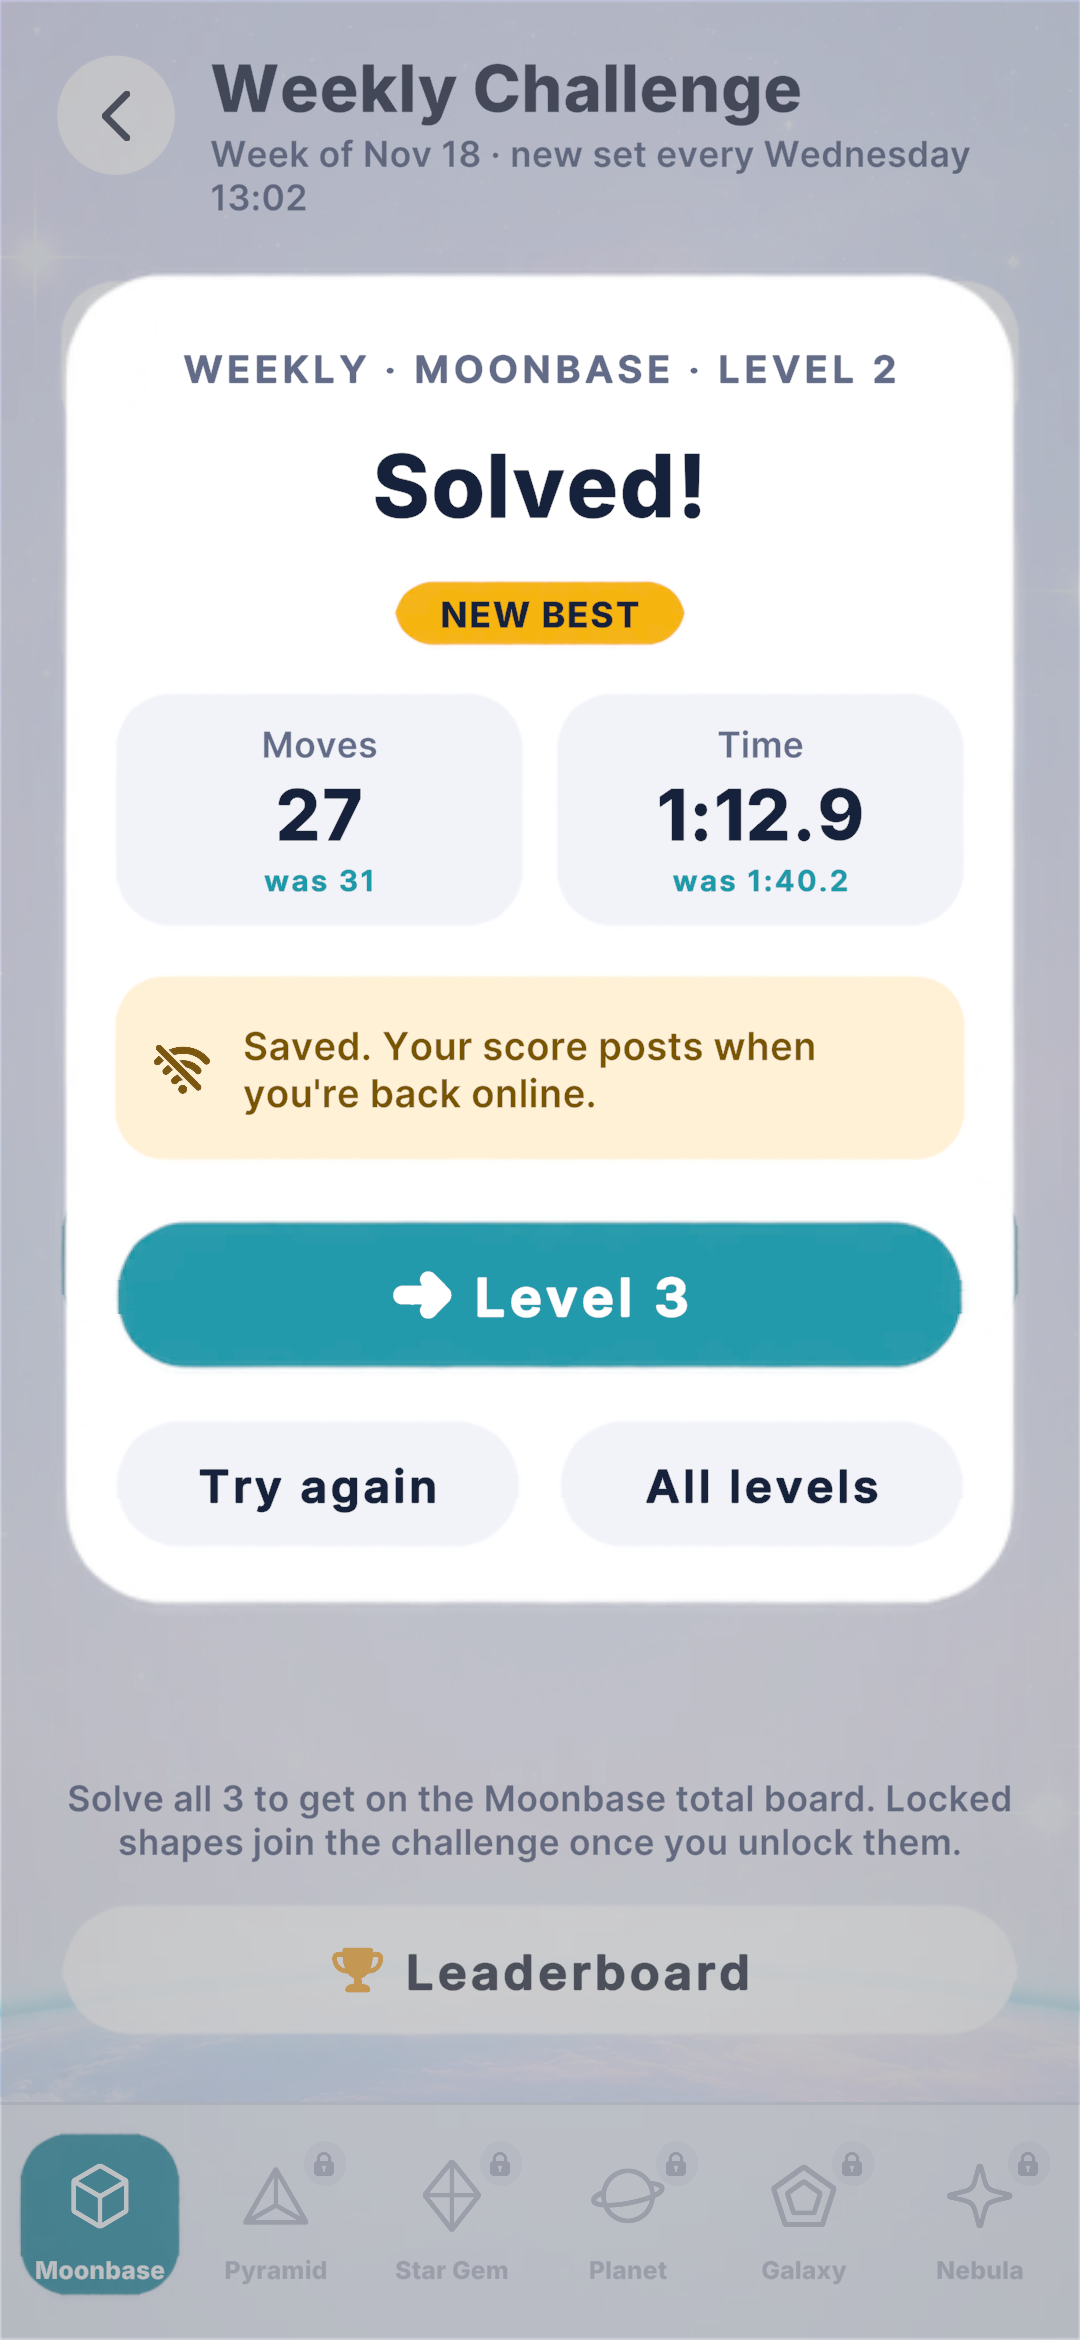 Weekly Challenge
Week of Nov 18 · new set every Wednesday
13:02
WEEKLY · MOONBASE · LEVEL 2
Solved!
NEW BEST
Moves
27
was 31
Time
1:12.9
was 1:40.2
Saved. Your score posts when
you're back online.
Level 3
Try again
All levels
Solve all 3 to get on the Moonbase total board. Locked
shapes join the challenge once you unlock them.
Leaderboard
Moonbase
Pyramid
Star Gem
Planet
Galaxy
Nebula